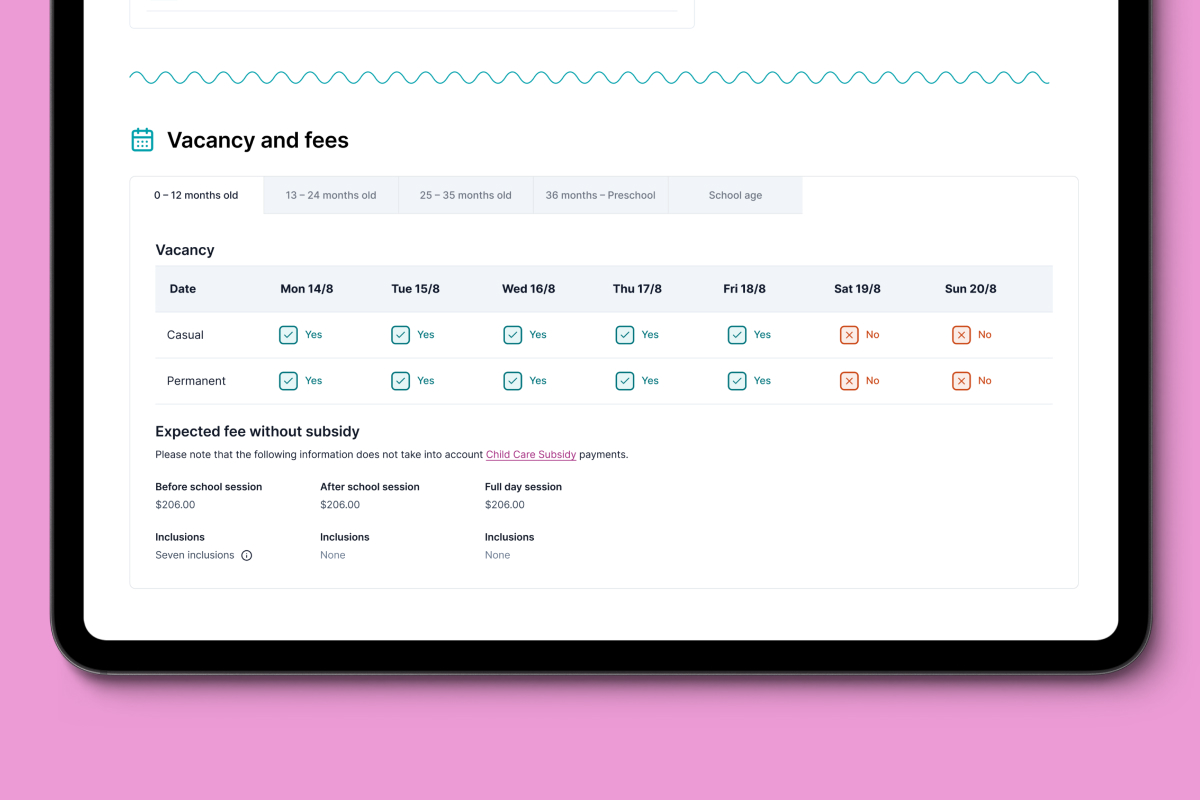 Vacancy and fees
0 – 12 months old 13 – 24 months old 25 – 35 months old 36 months – Preschool School age
Vacancy
Date Mon 14/8 Tue 15/8 Wed 16/8 Thu 17/8 Fri 18/8 Sat 19/8 Sun 20/8
Casual Yes Yes Yes Yes Yes No No
Permanent Yes Yes Yes Yes Yes No No
Expected fee without subsidy
Please note that the following information does not take into account Child Care Subsidy payments.
Before school session After school session Full day session
$206.00 $206.00 $206.00
Inclusions Inclusions Inclusions
Seven inclusions None None